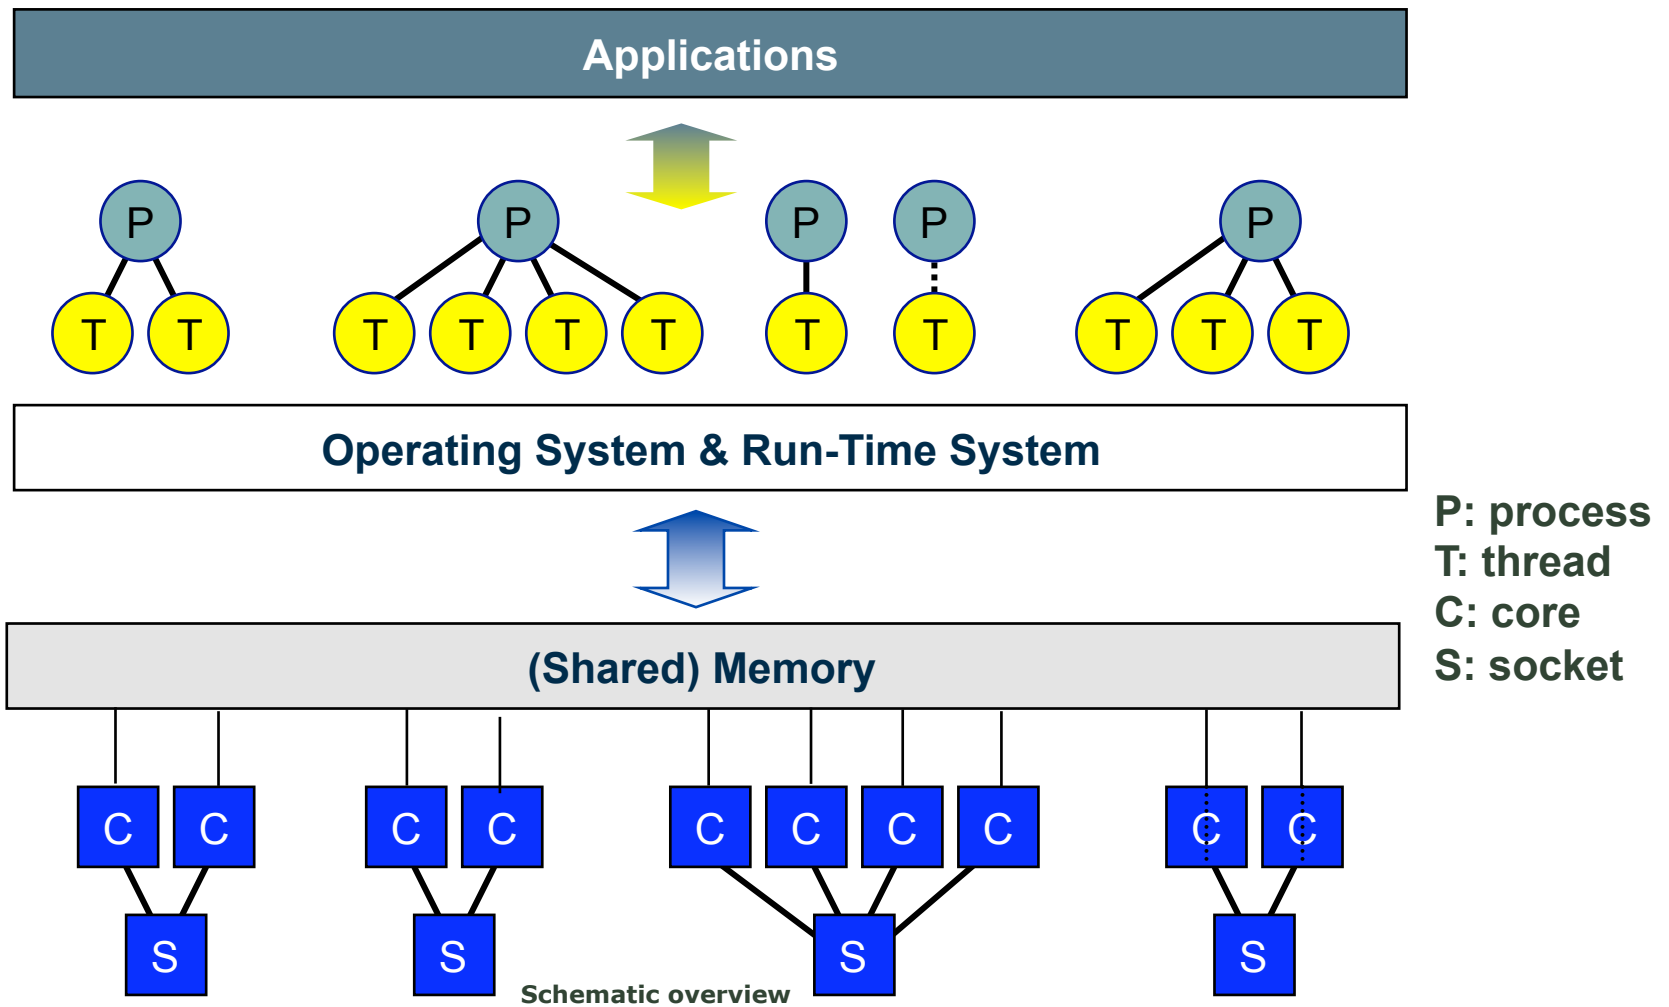 Applications
P P P P P
T T T T T T T T T T T
Operating System & Run-Time System
P: process
T: thread
C: core
S: socket
(Shared) Memory
C C C C C C C C C C
S S S S
Schematic overview